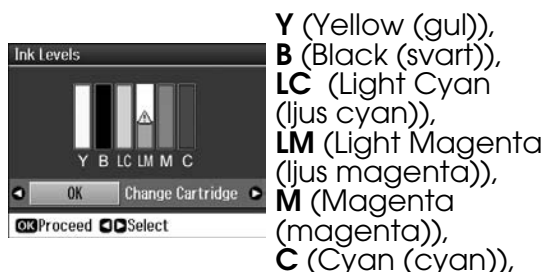 Ink Levels
Y B LC LM M C
OK Change Cartridge
OK Proceed Select
Y (Yellow (gul)),
B (Black (svart)),
LC (Light Cyan
(ljus cyan)),
LM (Light Magenta
(ljus magenta)),
M (Magenta
(magenta)),
C (Cyan (cyan)),